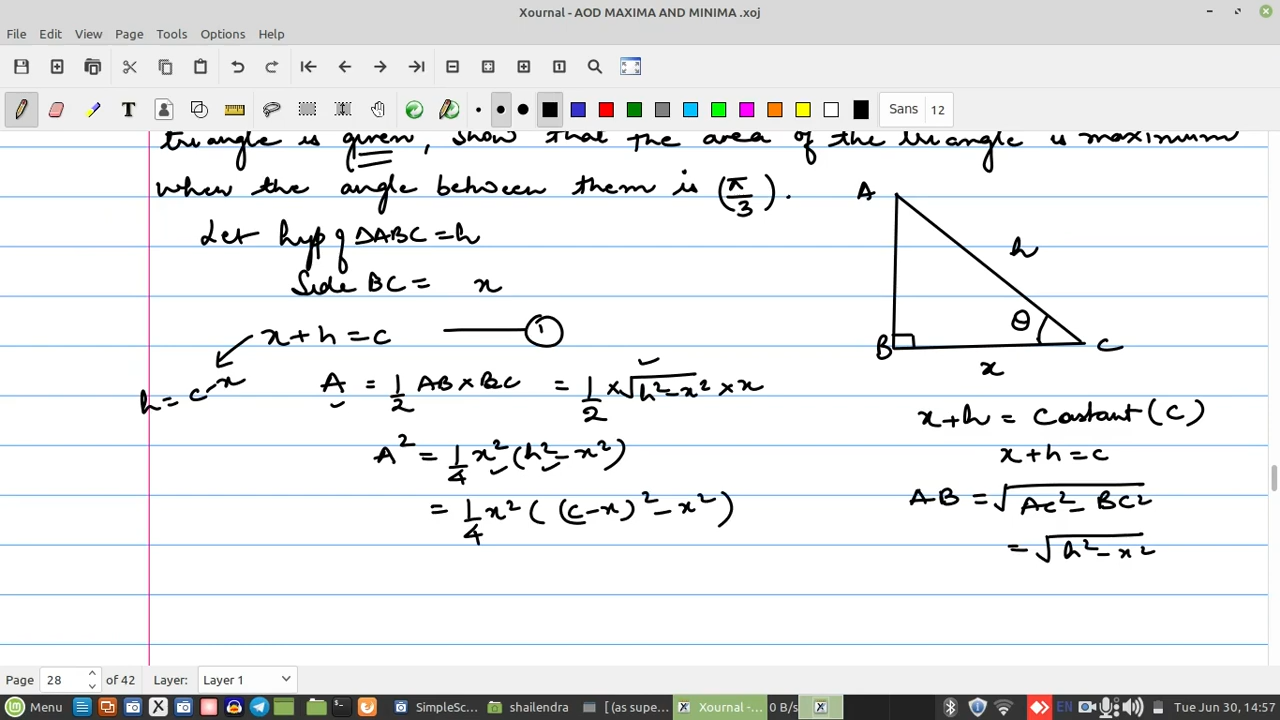 Xournal - AOD MAXIMA AND MINIMA .xoj
File Edit View Page Tools Options Help
Sans 12
triangle is given, show that the area of the triangle is maximum
when the angle between them is (π/3).
Let hyp of ΔABC = h
Side BC = x
x+h = c ——— ①
h = c-x
A = 1/2 AB × BC = 1/2 × √(h²-x²) × x
A² = 1/4 x² (h²-x²)
= 1/4 x² ((c-x)² - x²)
A
h
θ
B
C
x
x+h = Constant (C)
x+h = c
AB = √(AC² - BC²)
= √(h²-x²)
Page 28 of 42 Layer: Layer 1
Menu SimpleSc... shailendra [(as supe... Xournal -... 0 B/s EN Tue Jun 30, 14:57